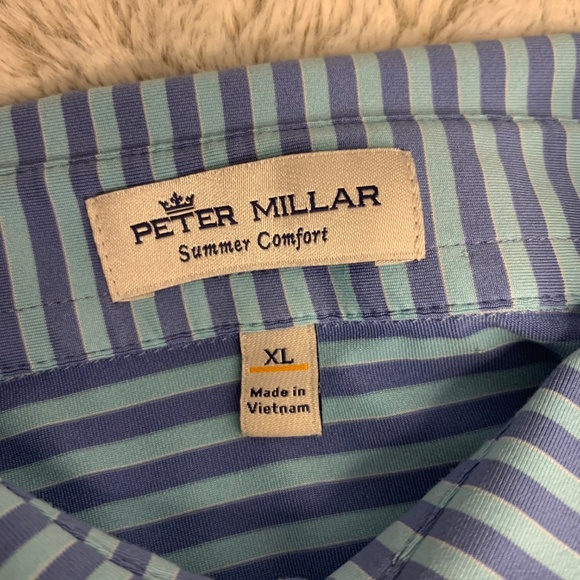 PETER MILLAR
Summer Comfort
XL
Made in
Vietnam